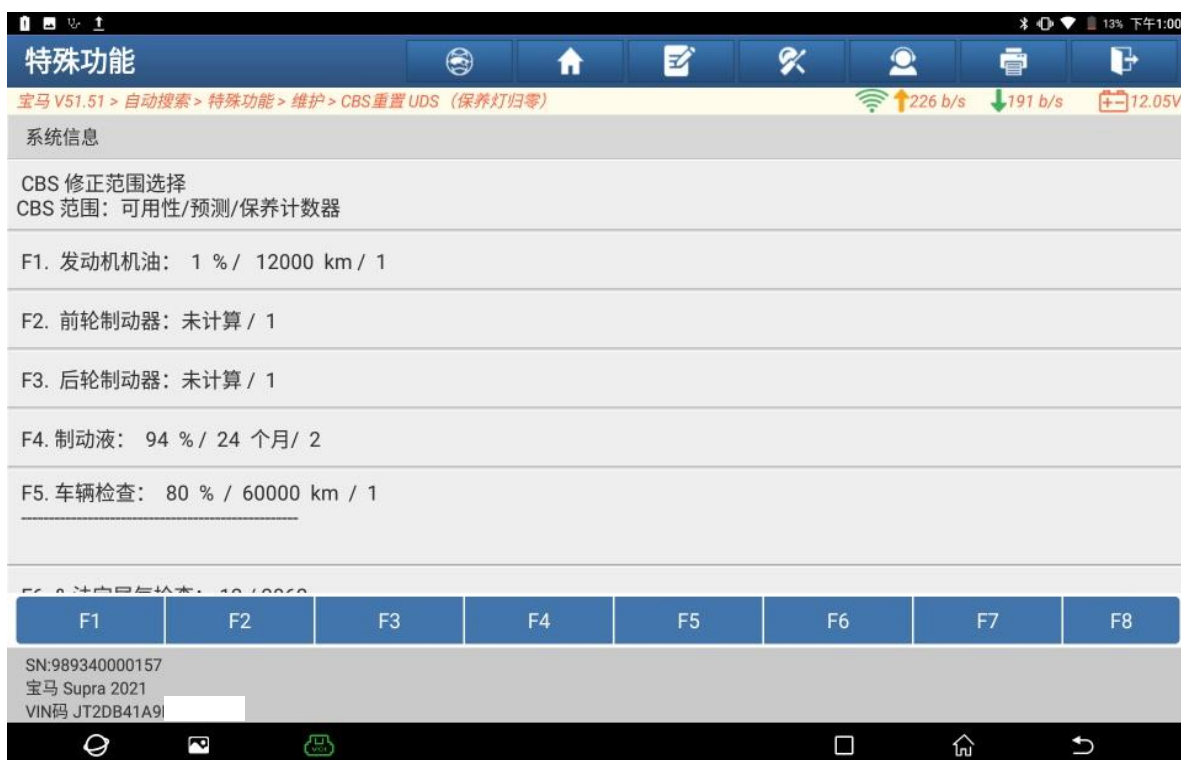 13% 下午1:00
特殊功能
宝马 V51.51 > 自动搜索 > 特殊功能 > 维护 > CBS重置 UDS（保养灯归零） 226 b/s 191 b/s 12.05V
系统信息
CBS 修正范围选择
CBS 范围：可用性/预测/保养计数器
F1. 发动机机油： 1 % / 12000 km / 1
F2. 前轮制动器：未计算 / 1
F3. 后轮制动器：未计算 / 1
F4. 制动液： 94 % / 24 个月/ 2
F5. 车辆检查： 80 % / 60000 km / 1
--------------------------------------------------
F1 F2 F3 F4 F5 F6 F7 F8
SN:989340000157
宝马 Supra 2021
VIN码 JT2DB41A9